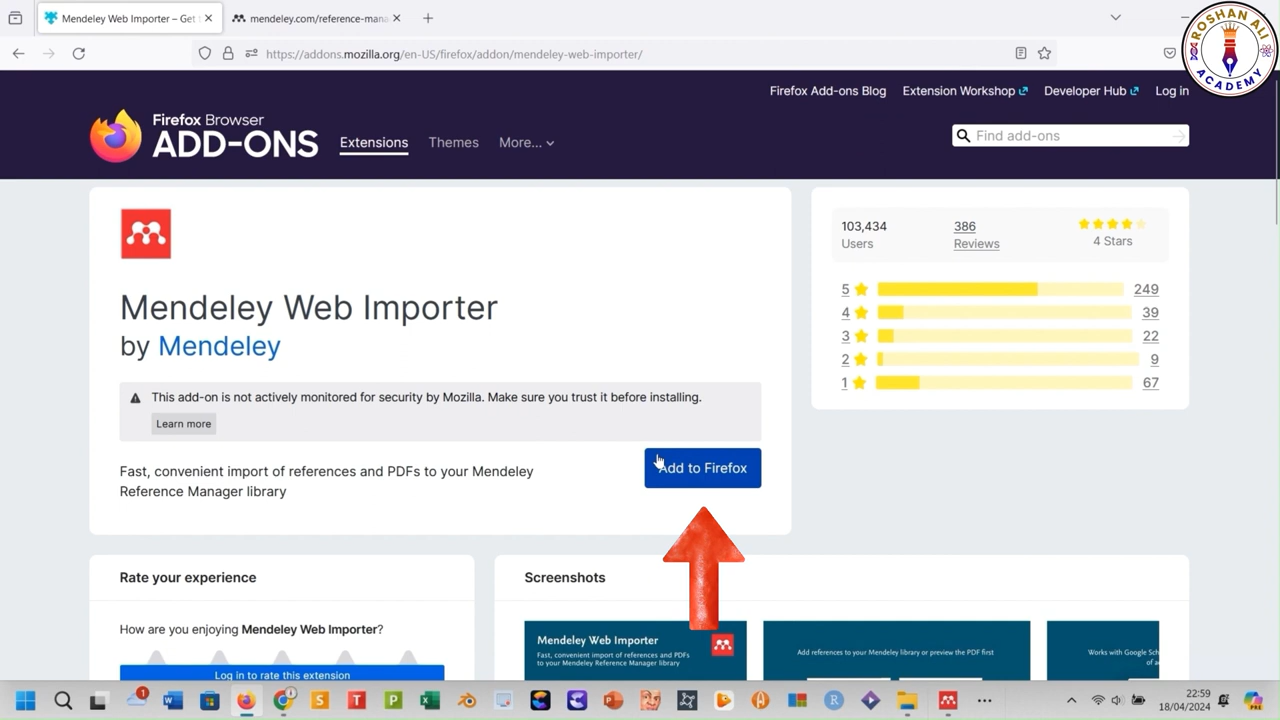 Mendeley Web Importer – Get
mendeley.com/reference-mana
https://addons.mozilla.org/en-US/firefox/addon/mendeley-web-importer/
ROSHAN ALI
ACADEMY
Firefox Add-ons Blog
Extension Workshop
Developer Hub
Log in
Firefox Browser
ADD-ONS
Extensions
Themes
More...
Find add-ons
Mendeley Web Importer
by Mendeley
This add-on is not actively monitored for security by Mozilla. Make sure you trust it before installing.
Learn more
Fast, convenient import of references and PDFs to your Mendeley
Reference Manager library
Add to Firefox
103,434
Users
386
Reviews
4 Stars
5 249
4 39
3 22
2 9
1 67
Rate your experience
How are you enjoying Mendeley Web Importer?
Log in to rate this extension
Screenshots
Mendeley Web Importer
Fast, convenient import of references and PDFs
to your Mendeley Reference Manager library
Add references to your Mendeley library or preview the PDF first
Works with Google Sch
of a
22:59
18/04/2024